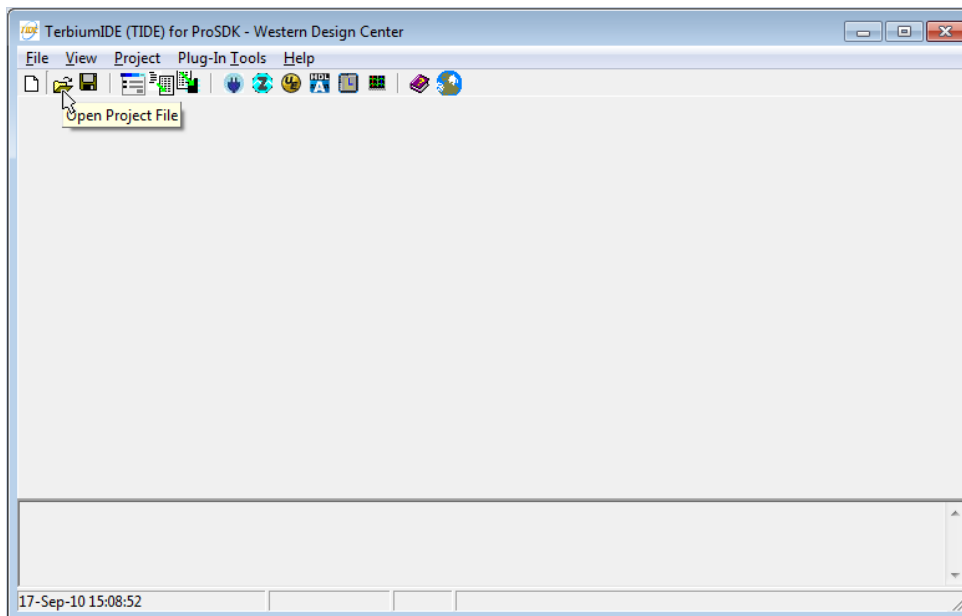 TerbiumIDE (TIDE) for ProSDK - Western Design Center
File View Project Plug-In Tools Help
HDL
Open Project File
17-Sep-10 15:08:52